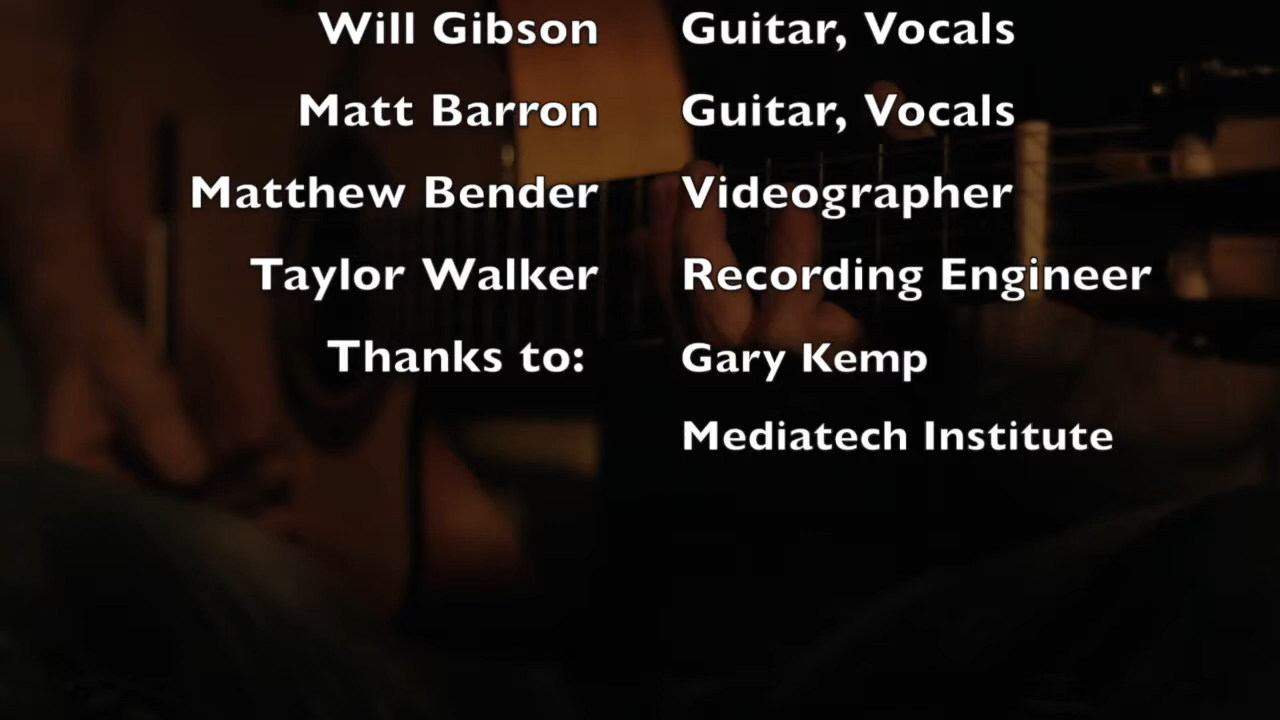 Will Gibson Guitar, Vocals
Matt Barron Guitar, Vocals
Matthew Bender Videographer
Taylor Walker Recording Engineer
Thanks to: Gary Kemp
Mediatech Institute